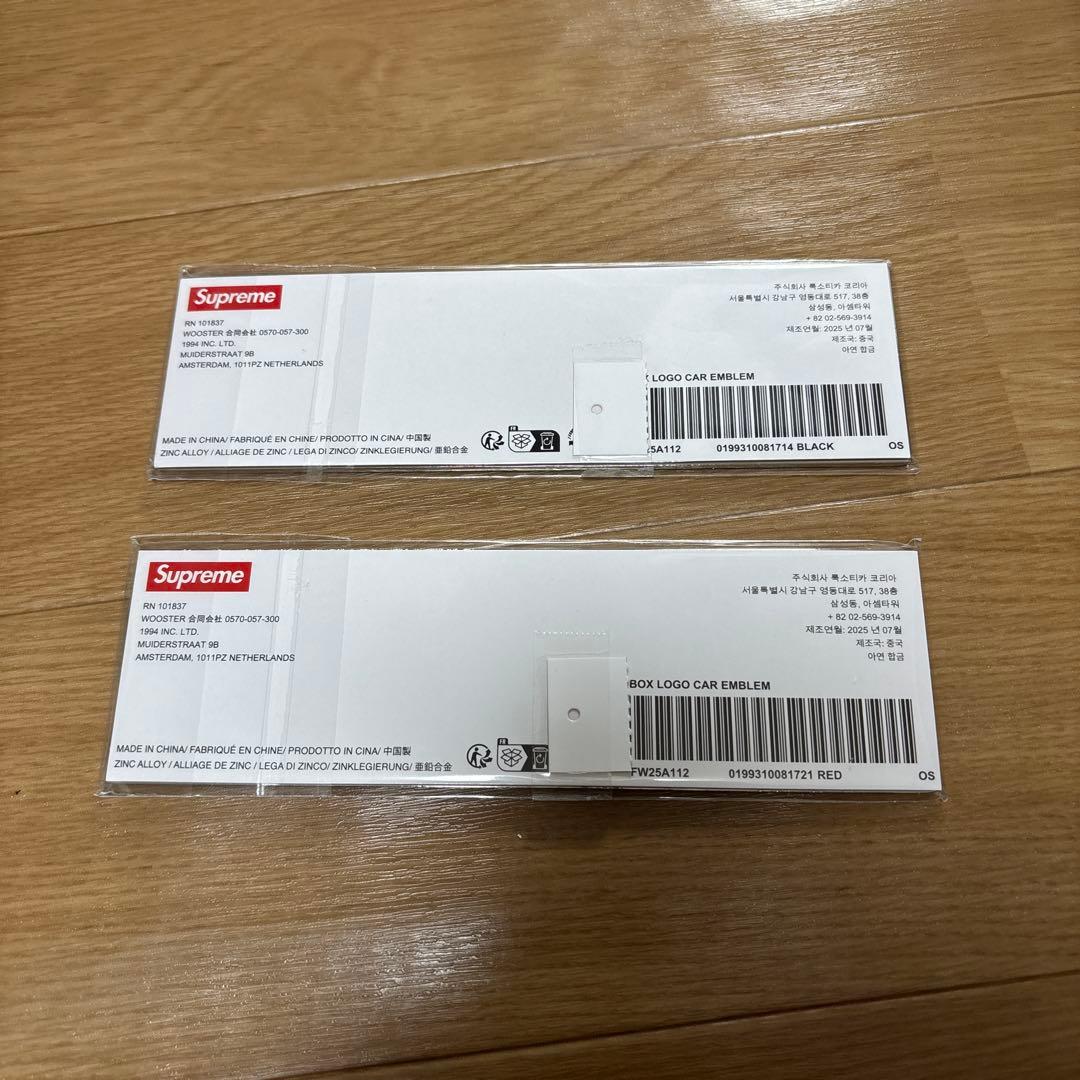 Supreme
RN 101837
WOOSTER 合同会社 0570-057-300
1994 INC. LTD.
MUIDERSTRAAT 9B
AMSTERDAM, 1011PZ NETHERLANDS
주식회사 룩소티카 코리아
서울특별시 강남구 영동대로 517, 38층
삼성동, 아셈타워
+ 82 02-569-3914
제조연월: 2025 년 07월
제조국: 중국
아연 합금
X LOGO CAR EMBLEM
MADE IN CHINA/ FABRIQUÉ EN CHINE/ PRODOTTO IN CINA/ 中国製
ZINC ALLOY / ALLIAGE DE ZINC / LEGA DI ZINCO/ ZINKLEGIERUNG/ 亜鉛合金
FR
25A112 0199310081714 BLACK OS
Supreme
RN 101837
WOOSTER 合同会社 0570-057-300
1994 INC. LTD.
MUIDERSTRAAT 9B
AMSTERDAM, 1011PZ NETHERLANDS
주식회사 룩소티카 코리아
서울특별시 강남구 영동대로 517, 38층
삼성동, 아셈타워
+ 82 02-569-3914
제조연월: 2025 년 07월
제조국: 중국
아연 합금
BOX LOGO CAR EMBLEM
MADE IN CHINA/ FABRIQUÉ EN CHINE/ PRODOTTO IN CINA/ 中国製
ZINC ALLOY / ALLIAGE DE ZINC / LEGA DI ZINCO/ ZINKLEGIERUNG/ 亜鉛合金
FR
FW25A112 0199310081721 RED OS